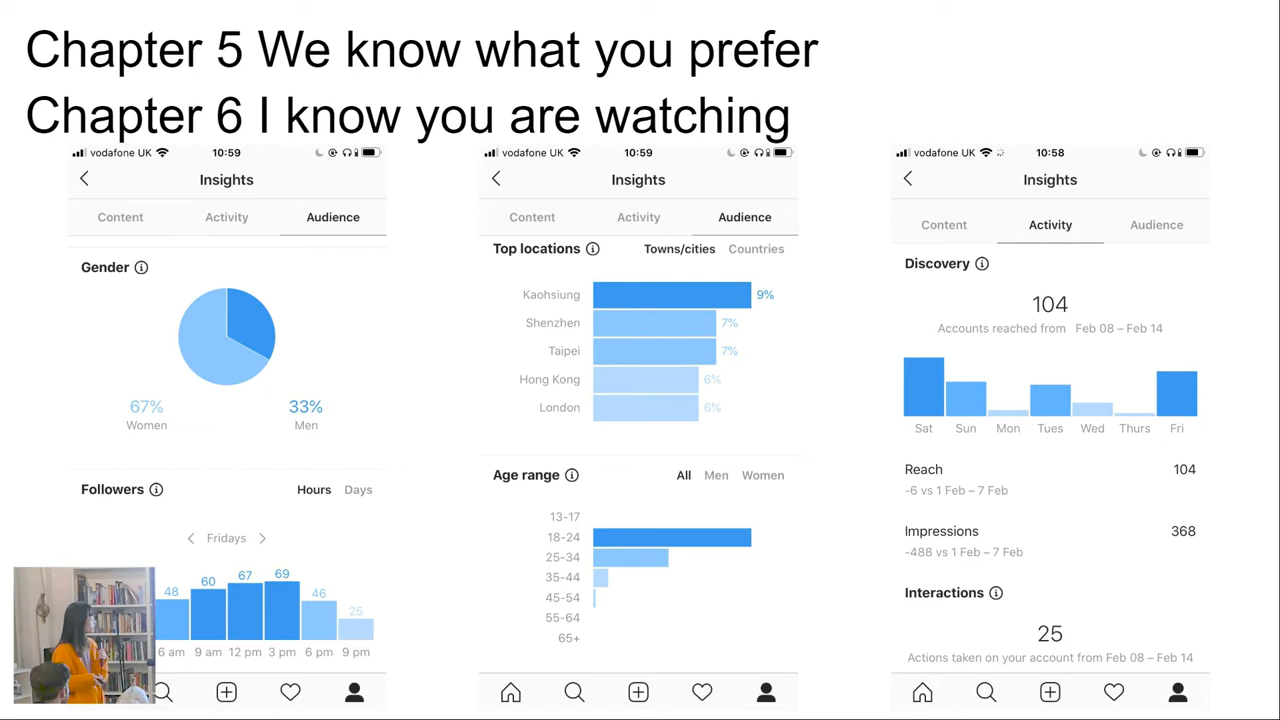 Chapter 5 We know what you prefer
Chapter 6 I know you are watching
vodafone UK 10:59
Insights
Content Activity Audience
Gender
67% 33%
Women Men
Followers Hours Days
Fridays
48 60 67 69 46 25
6 am 9 am 12 pm 3 pm 6 pm 9 pm
vodafone UK 10:59
Insights
Content Activity Audience
Top locations Towns/cities Countries
Kaohsiung 9%
Shenzhen 7%
Taipei 7%
Hong Kong 6%
London 6%
Age range All Men Women
13-17
18-24
25-34
35-44
45-54
55-64
65+
vodafone UK 10:58
Insights
Content Activity Audience
Discovery
104
Accounts reached from Feb 08 – Feb 14
Sat Sun Mon Tues Wed Thurs Fri
Reach 104
-6 vs 1 Feb – 7 Feb
Impressions 368
-488 vs 1 Feb – 7 Feb
Interactions
25
Actions taken on your account from Feb 08 – Feb 14